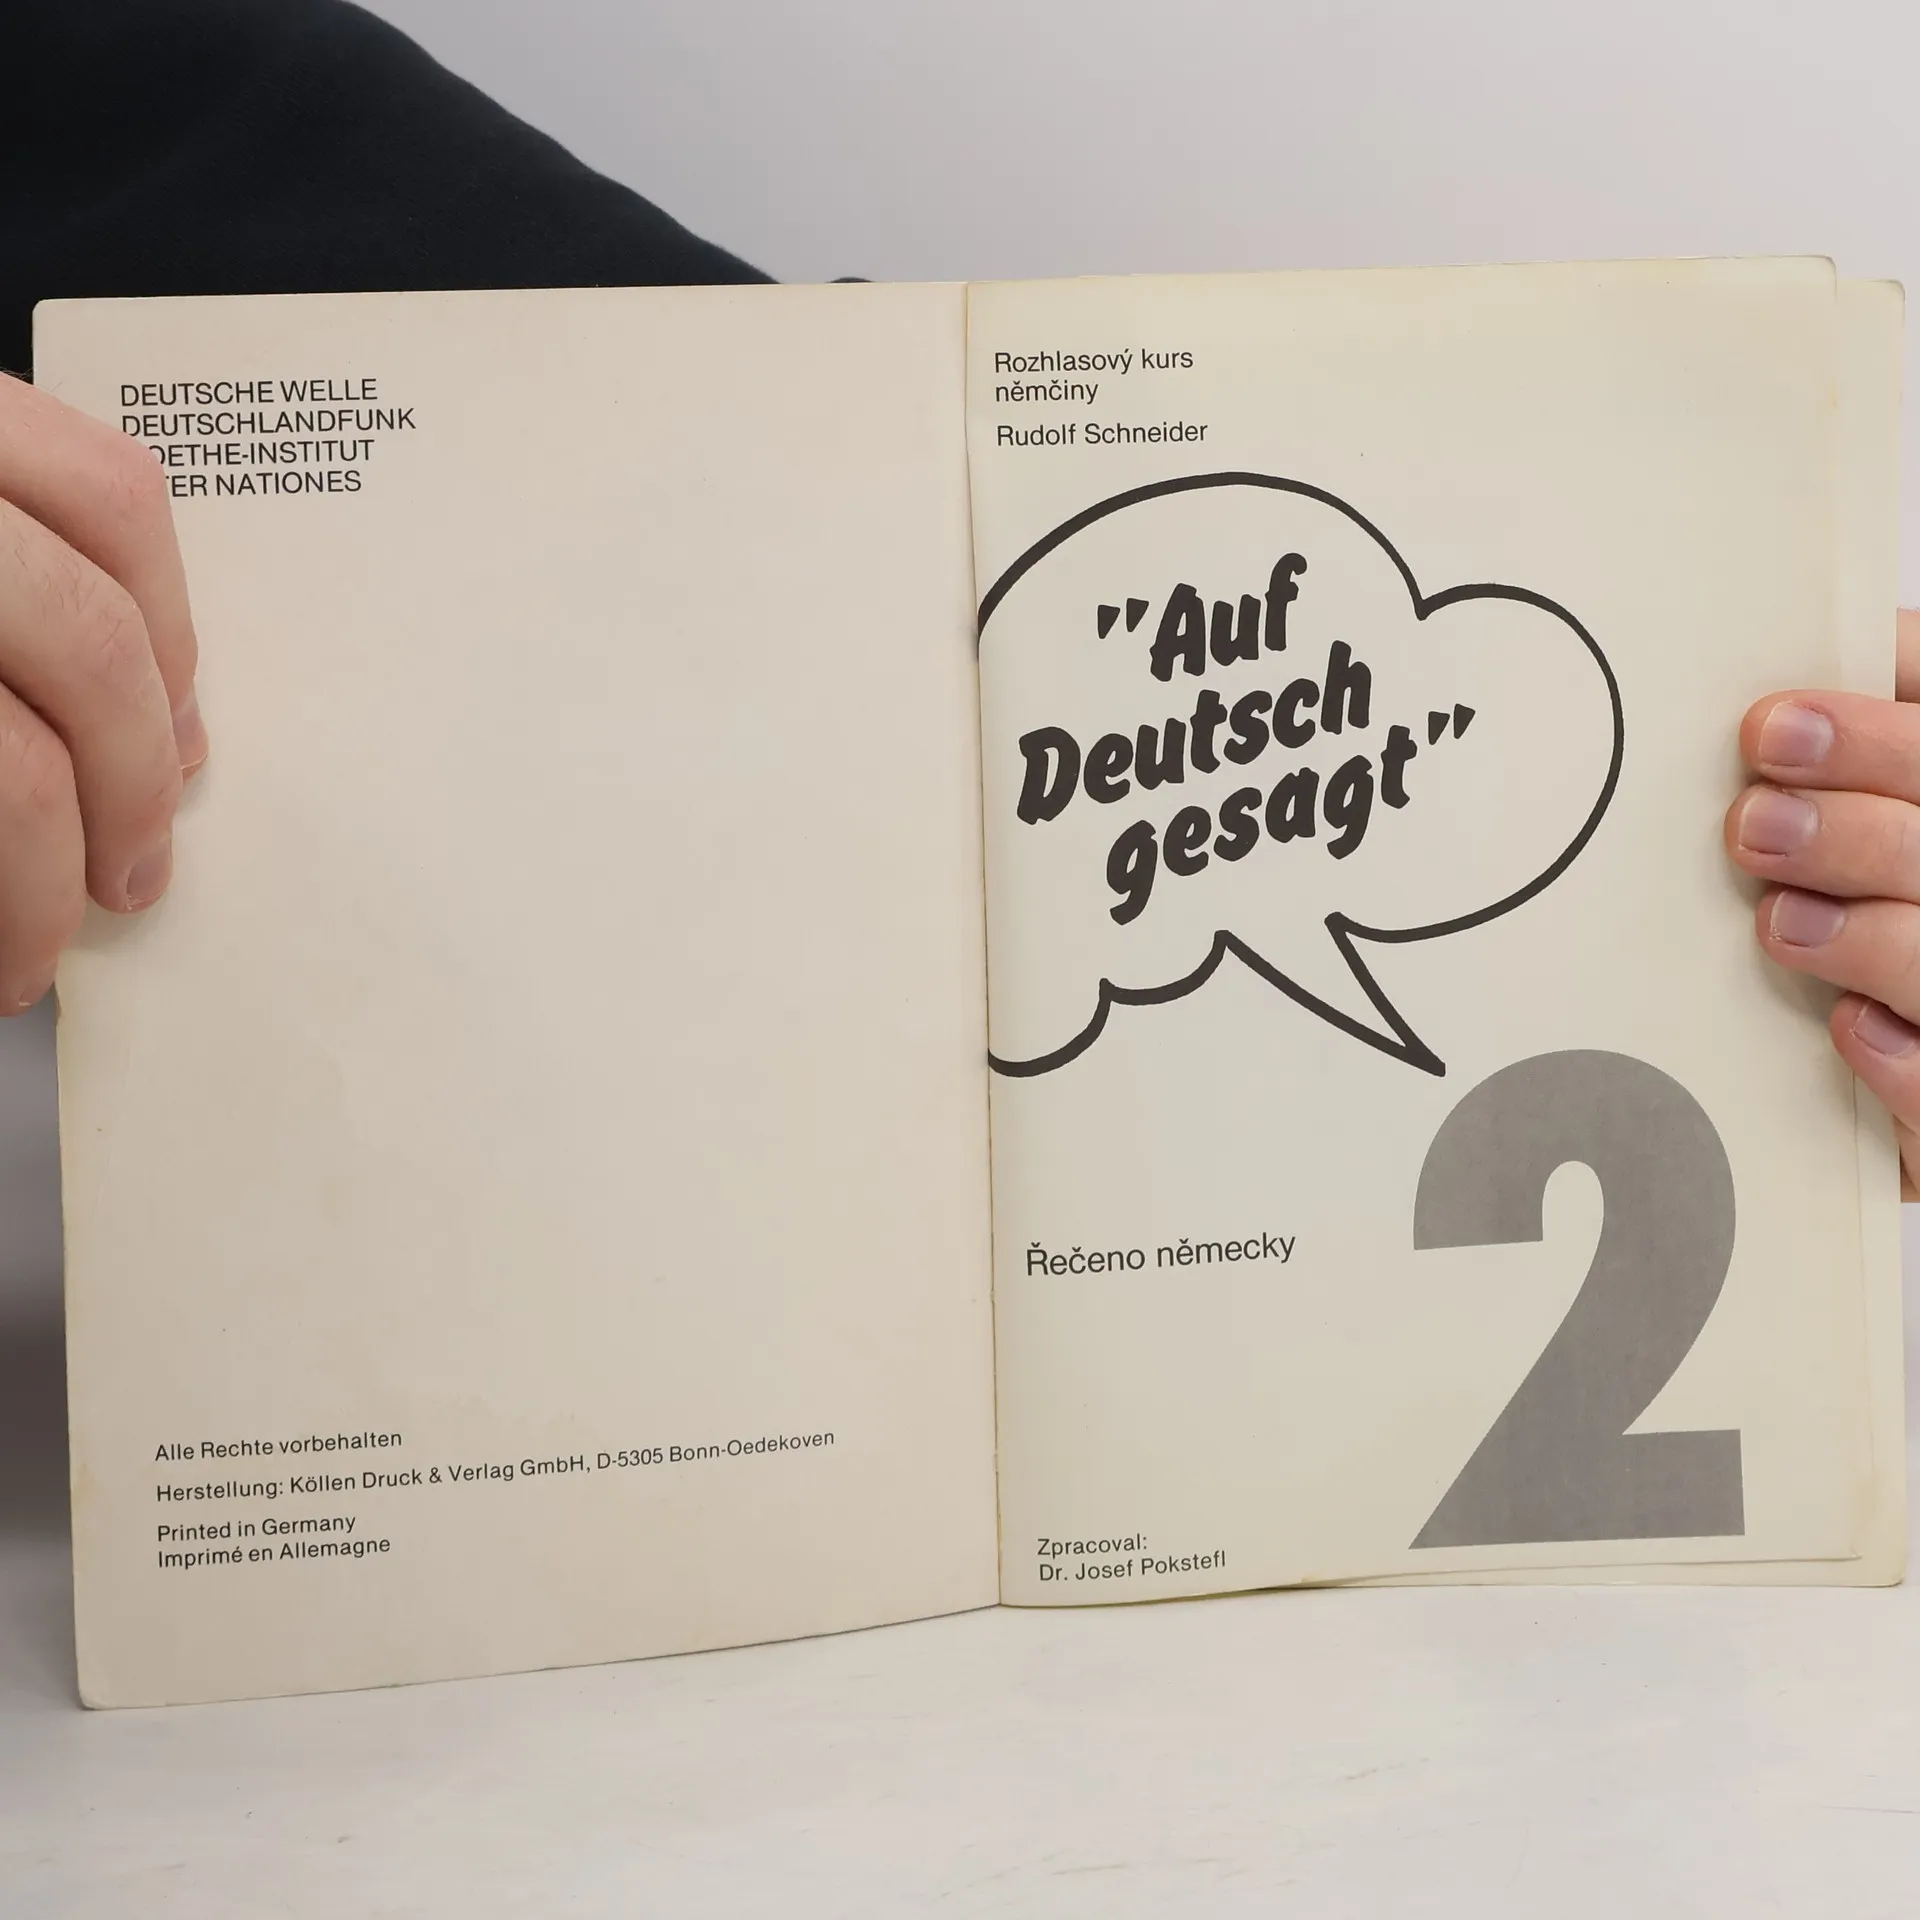 DEUTSCHE WELLE
DEUTSCHLANDFUNK
OETHE-INSTITUT
TER NATIONES
Alle Rechte vorbehalten
Herstellung: Köllen Druck & Verlag GmbH, D-5305 Bonn-Oedekoven
Printed in Germany
Imprimé en Allemagne
Rozhlasový kurs
němčiny
Rudolf Schneider
"Auf
Deutsch
gesagt"
2
Řečeno německy
Zpracoval:
Dr. Josef Pokstefl